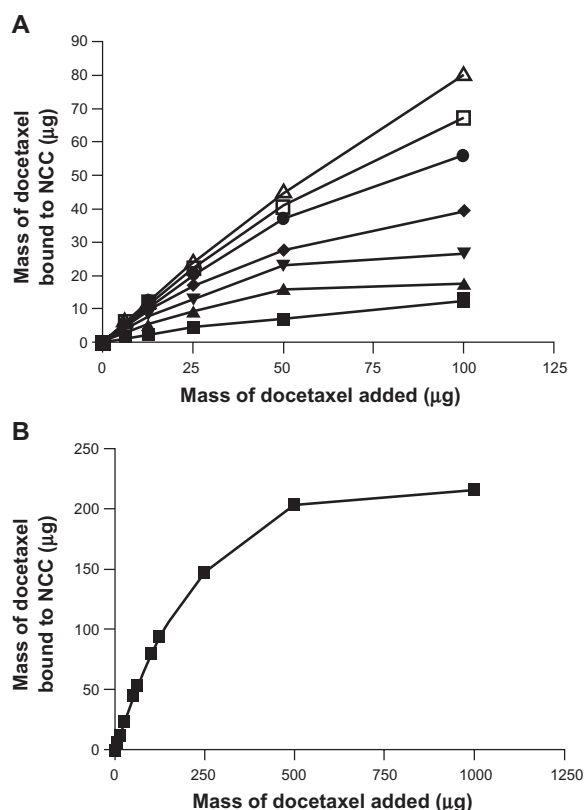 A
90
80
70
60
50
40
30
20
10
0
Mass of docetaxel
bound to NCC (μg)
0 25 50 75 100 125
Mass of docetaxel added (μg)
B
250
200
150
100
50
0
Mass of docetaxel
bound to NCC (μg)
0 250 500 750 1000 1250
Mass of docetaxel added (μg)